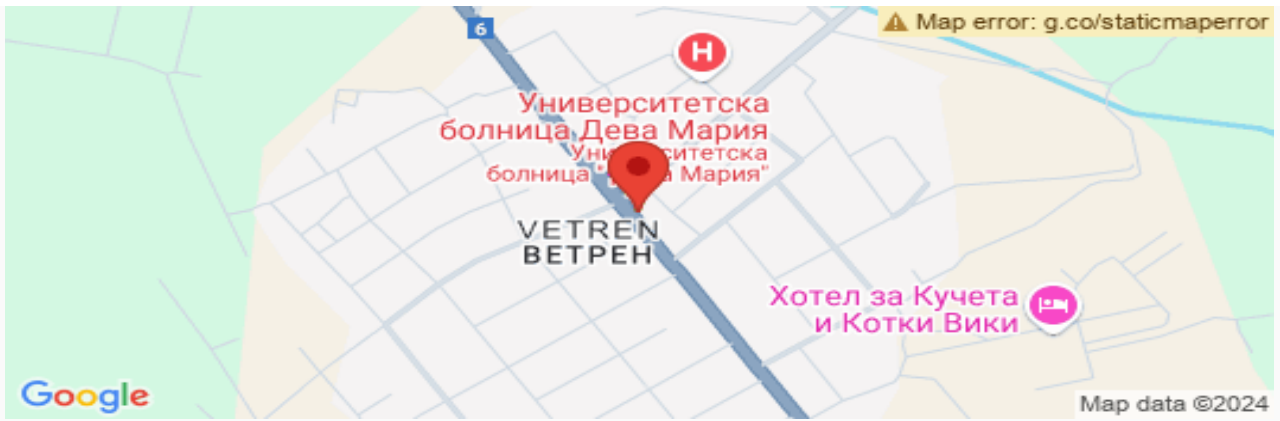 Map error: g.co/staticmaperror
6
H
Университетска
болница Дева Мария
болница
Мария"
VETREN
ВЕТРЕН
Хотел за Кучета
и Котки Вики
Google
Map data ©2024